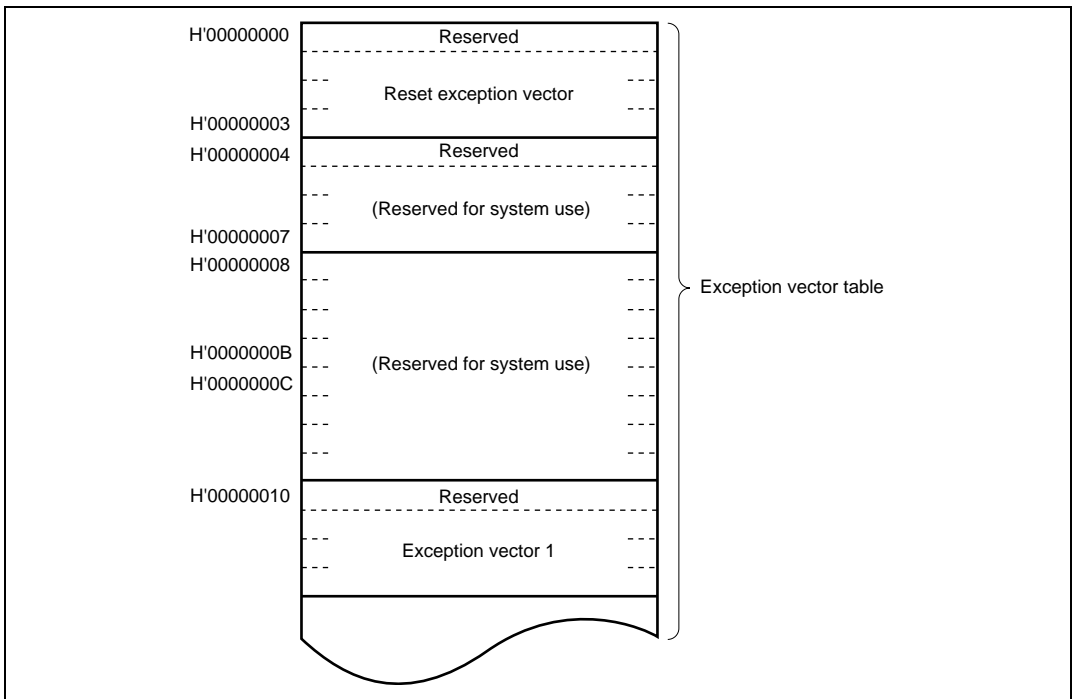 H'00000000
Reserved
Reset exception vector
H'00000003
H'00000004
Reserved
(Reserved for system use)
H'00000007
H'00000008
Exception vector table
H'0000000B
(Reserved for system use)
H'0000000C
H'00000010
Reserved
Exception vector 1